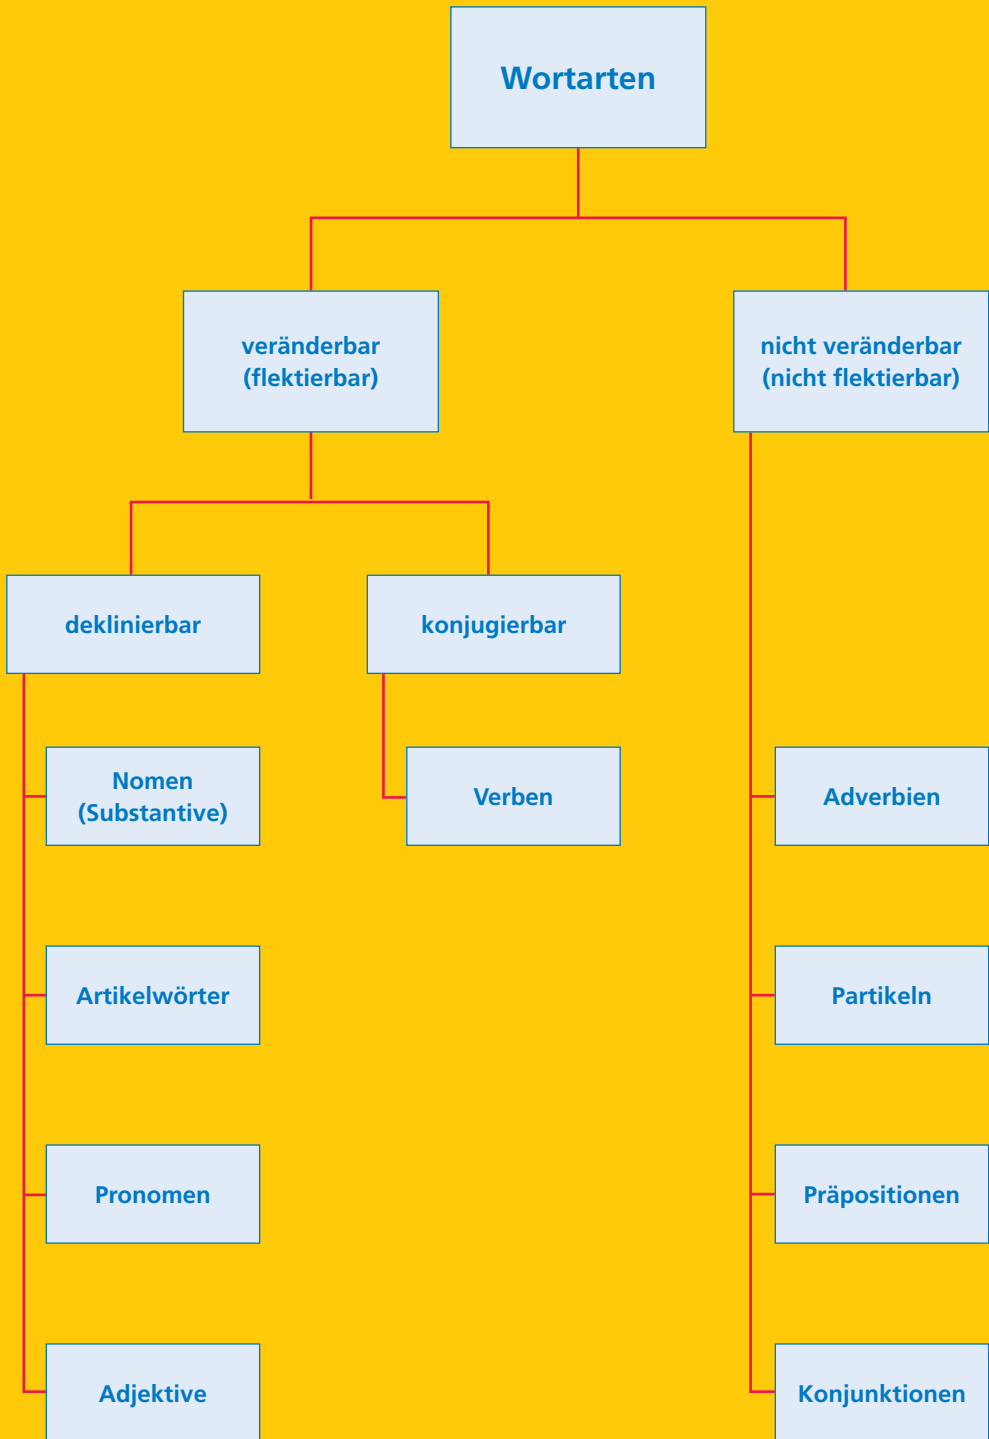 Wortarten
veränderbar
(flektierbar)
nicht veränderbar
(nicht flektierbar)
deklinierbar
konjugierbar
Nomen
(Substantive)
Verben
Adverbien
Artikelwörter
Partikeln
Pronomen
Präpositionen
Adjektive
Konjunktionen